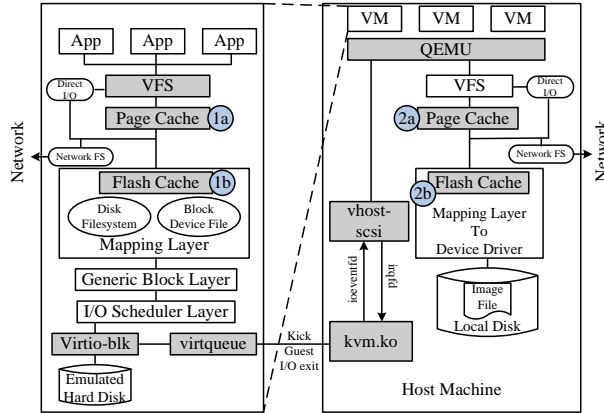 App
App
App
Direct
I/O
VFS
Page Cache
1a
Network
Network FS
Flash Cache
1b
Disk
Filesystem
Block
Device File
Mapping Layer
Generic Block Layer
I/O Scheduler Layer
Virtio-blk
virtqueue
Emulated
Hard Disk
Kick
Guest
I/O exit
VM
VM
VM
QEMU
VFS
Direct
I/O
2a
Page Cache
Network FS
Network
Flash Cache
2b
Mapping Layer
To
Device Driver
vhost-
scsi
ioeventfd
irqfd
kvm.ko
Image
File
Local Disk
Host Machine